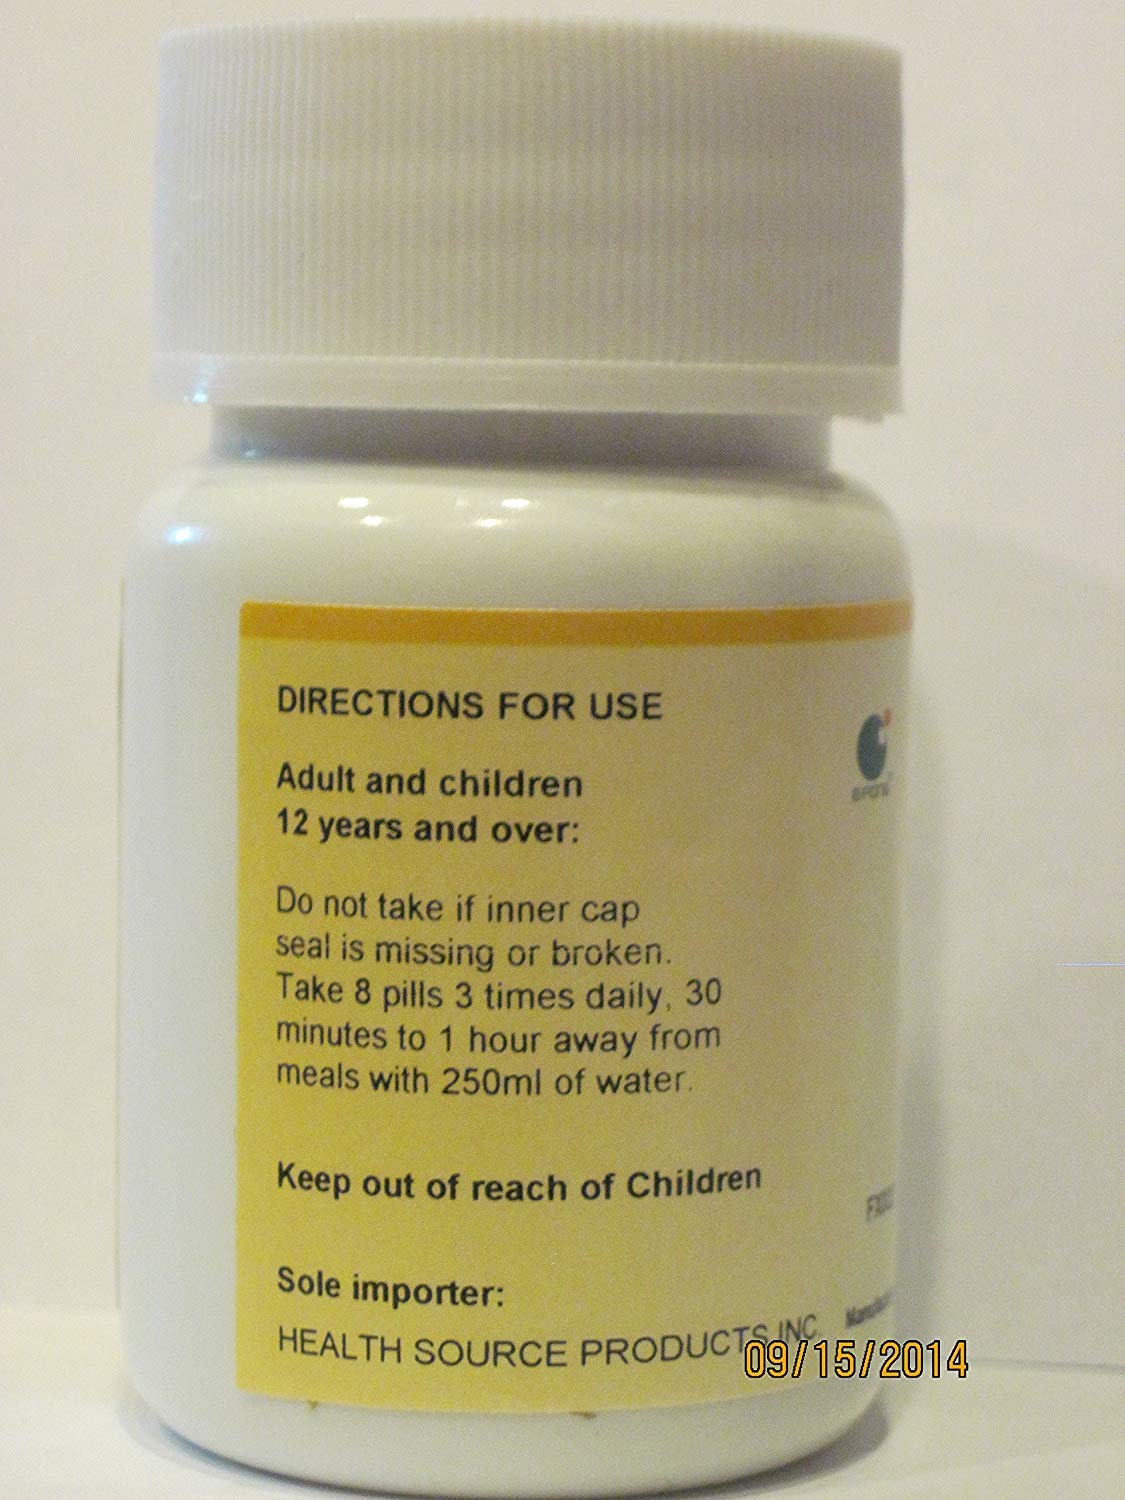 DIRECTIONS FOR USE
Adult and children
12 years and over:
Do not take if inner cap
seal is missing or broken.
Take 8 pills 3 times daily, 30
minutes to 1 hour away from
meals with 250ml of water.
Keep out of reach of Children
Sole importer:
HEALTH SOURCE PRODUCTS INC.
09/15/2014